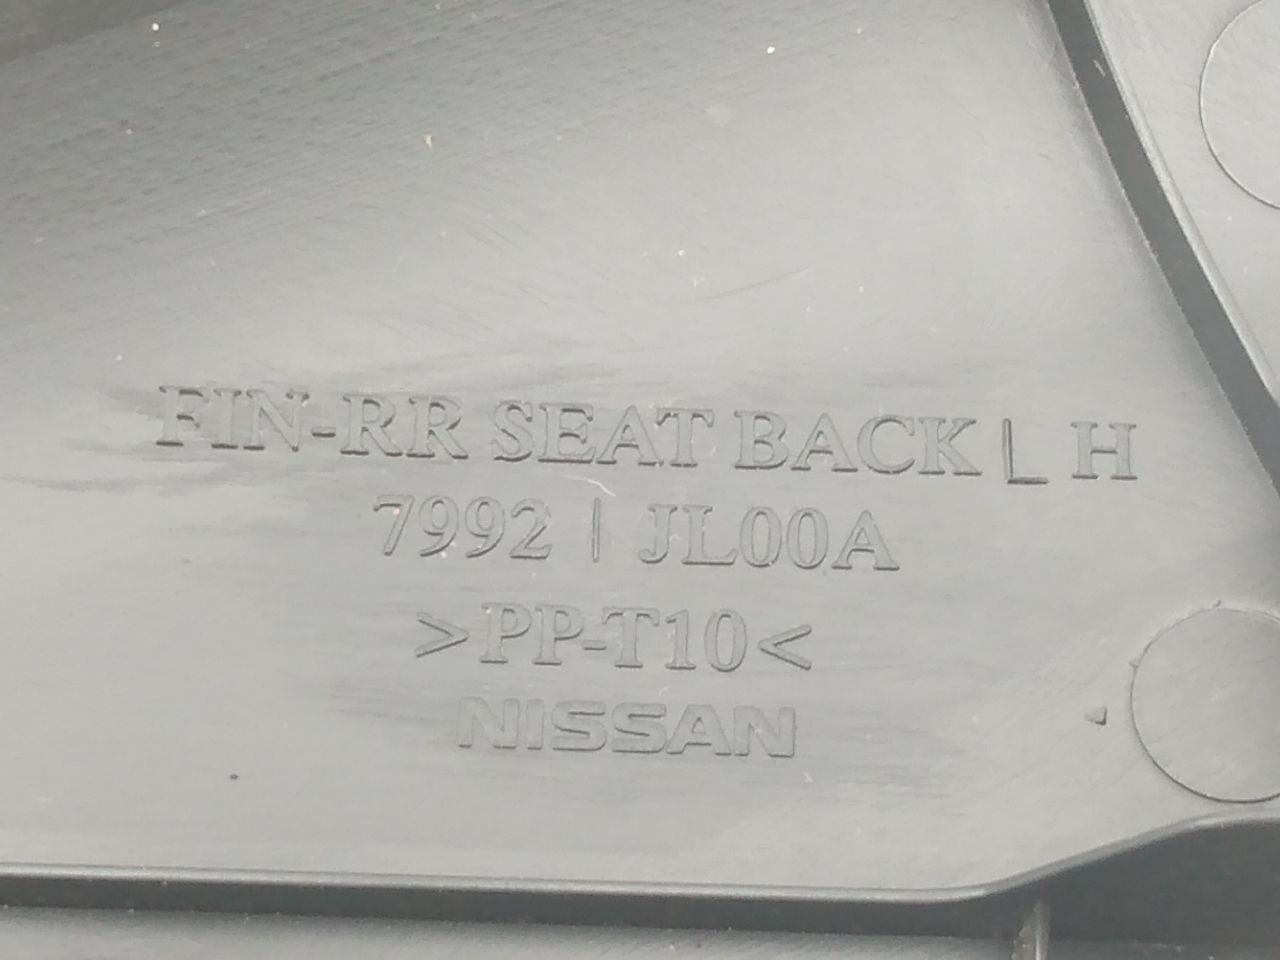 FIN-RR SEAT BACK L H
7992 | JL00A
>PP-T10<
NISSAN